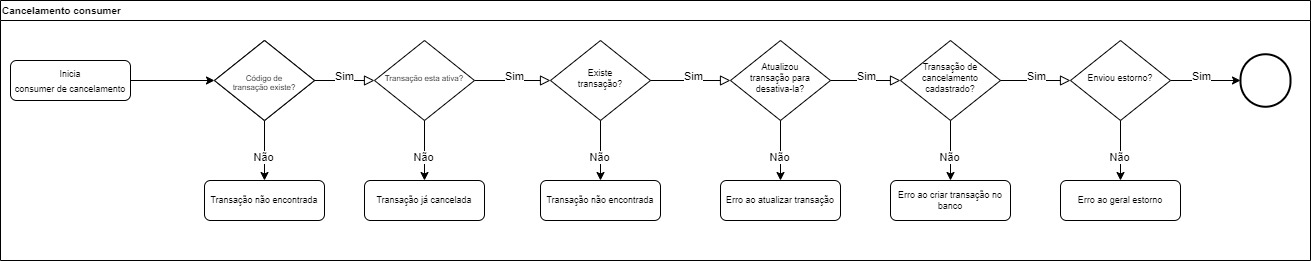 Cancelamento consumer
Inicia
consumer de cancelamento
Código de
transação existe?
Sim
Transação esta ativa?
Sim
Existe
transação?
Sim
Atualizou
transação para
desativa-la?
Sim
Transação de
cancelamento
cadastrado?
Sim
Enviou estorno?
Sim
Não
Não
Não
Não
Não
Não
Transação não encontrada
Transação já cancelada
Transação não encontrada
Erro ao atualizar transação
Erro ao criar transação no
banco
Erro ao geral estorno